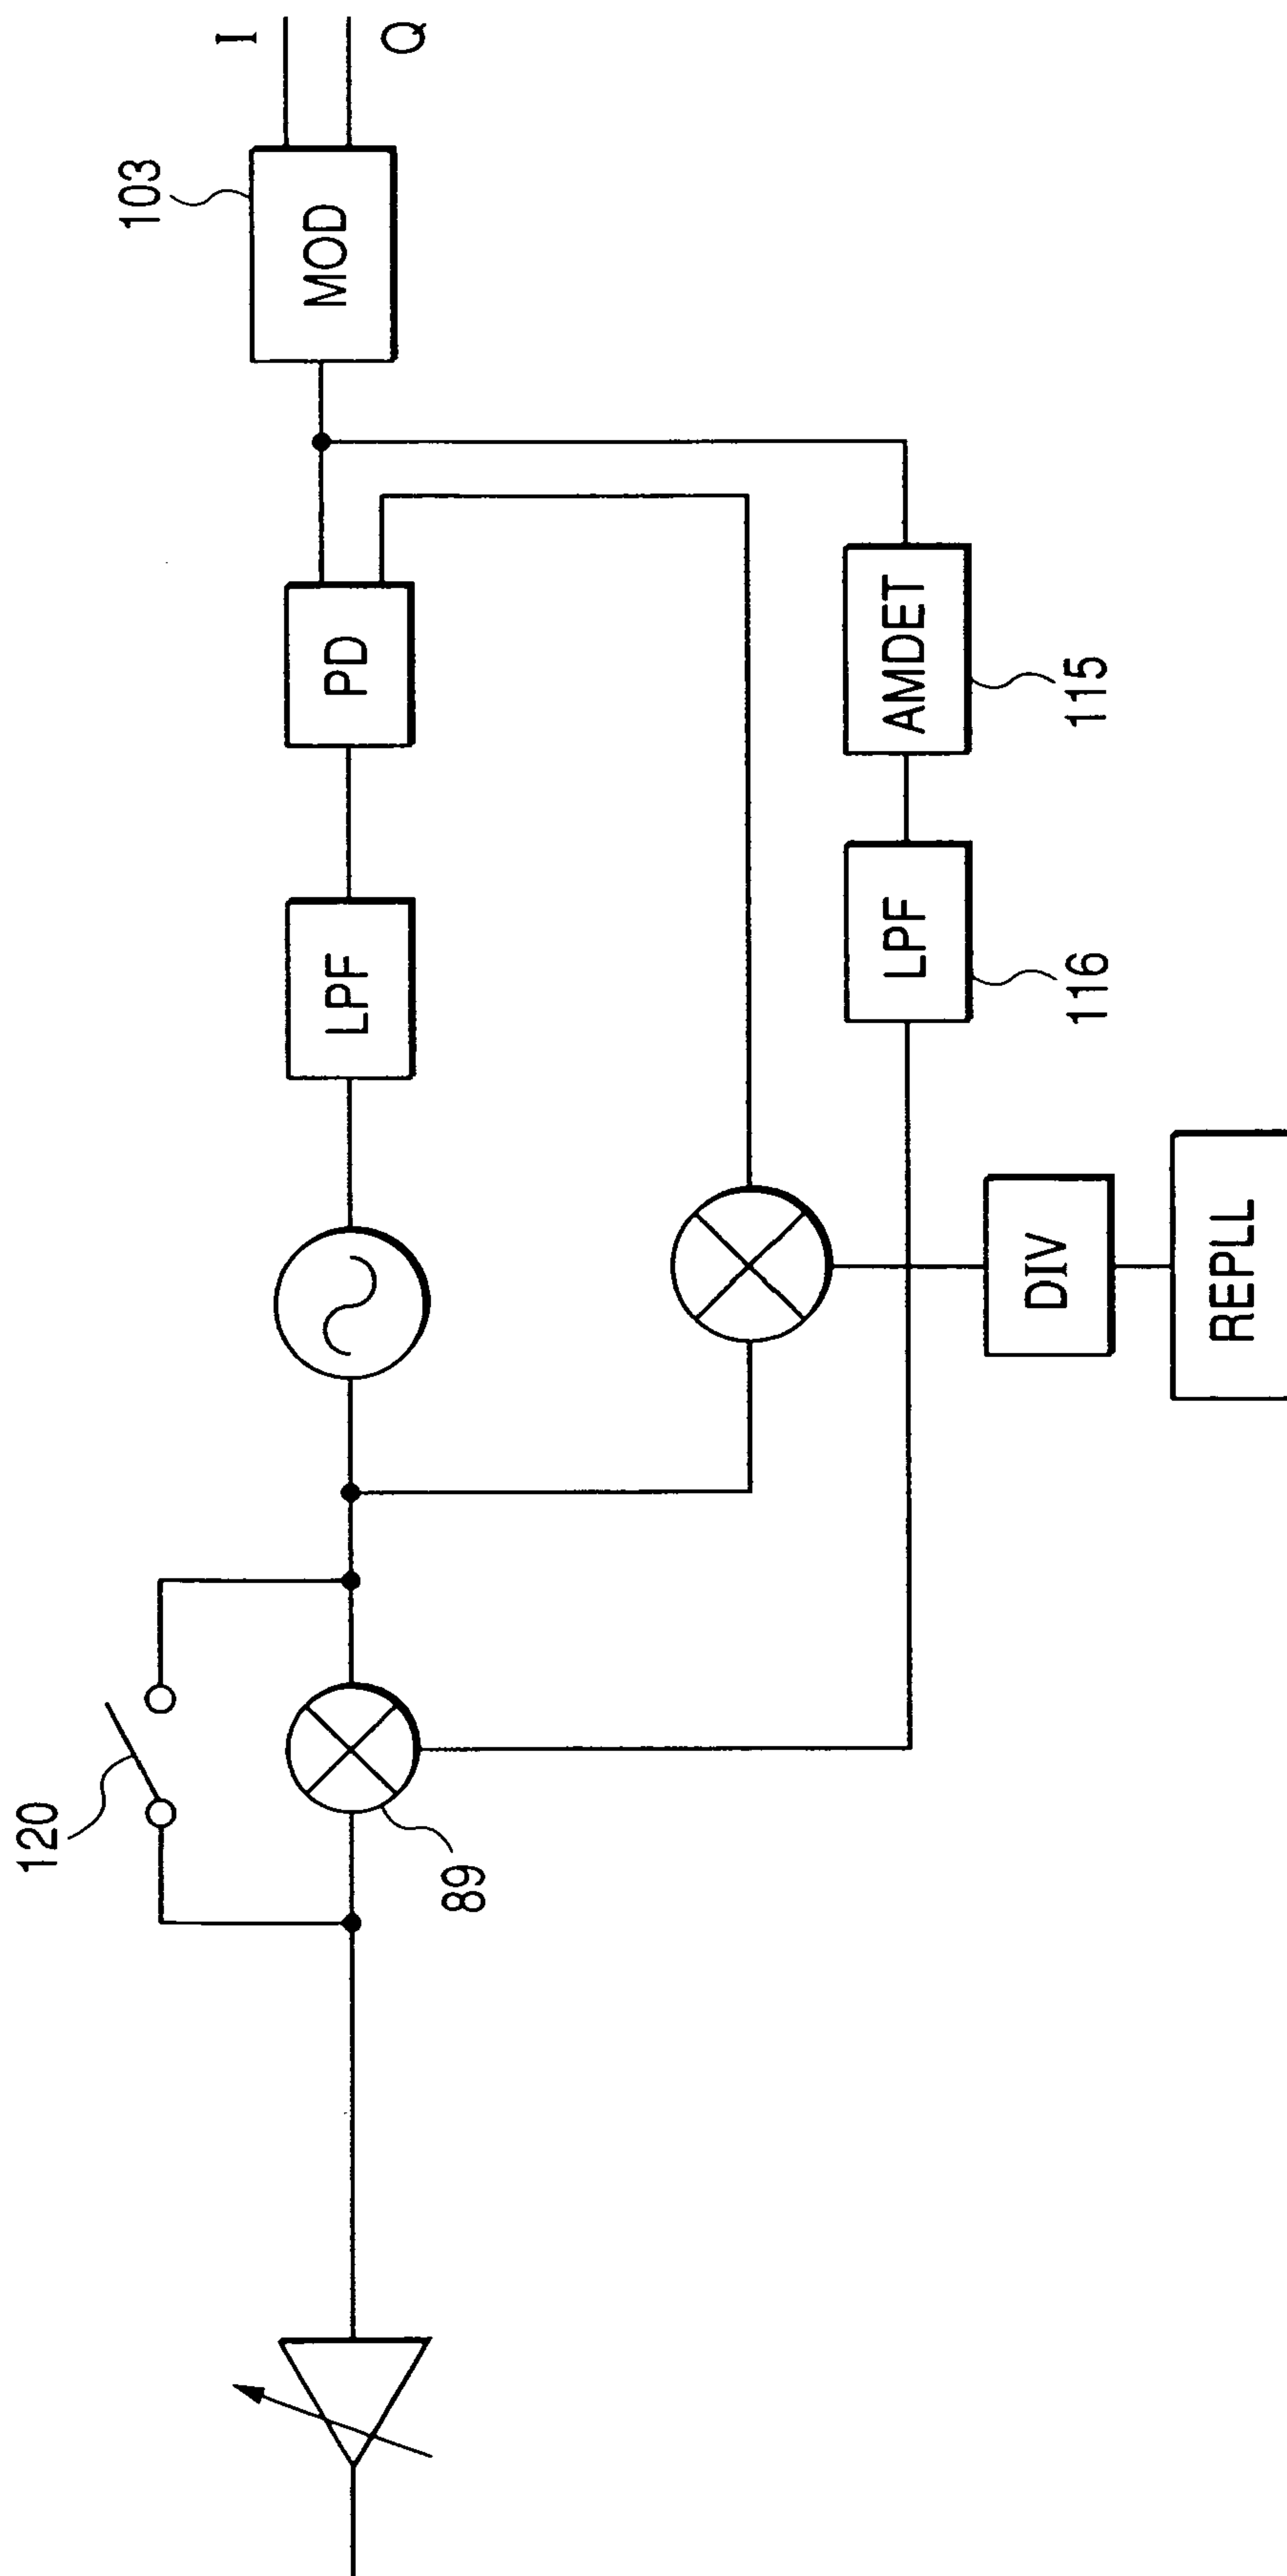 I
Q
103
MOD
PD
AMDET
115
LPF
LPF
116
DIV
REPLL
120
89